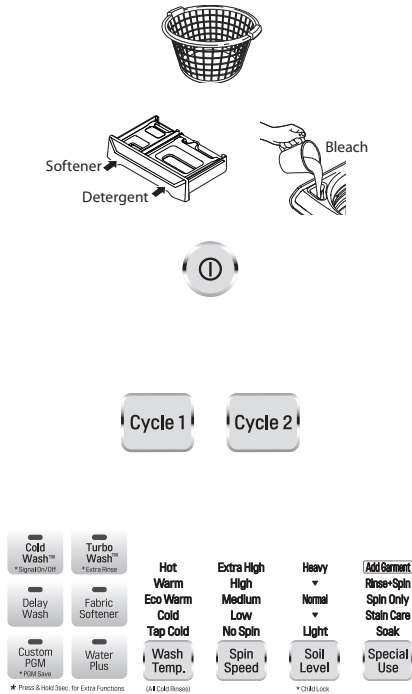 Bleach
Softener
Detergent
Cycle 1 Cycle 2
Cold Wash™
*Signal On/Off
Turbo Wash™
*Extra Rinse
Delay Wash
Fabric Softener
Custom PGM
*PGM Save
Water Plus
* Press & Hold 3sec. for Extra Functions
Hot
Warm
Eco Warm
Cold
Tap Cold
Wash Temp.
(All Cold Rinses)
Extra High
High
Medium
Low
No Spin
Spin Speed
Heavy
Normal
Light
Soil Level
*Child Lock
Add Garment
Rinse+Spin
Spin Only
Stain Care
Soak
Special Use